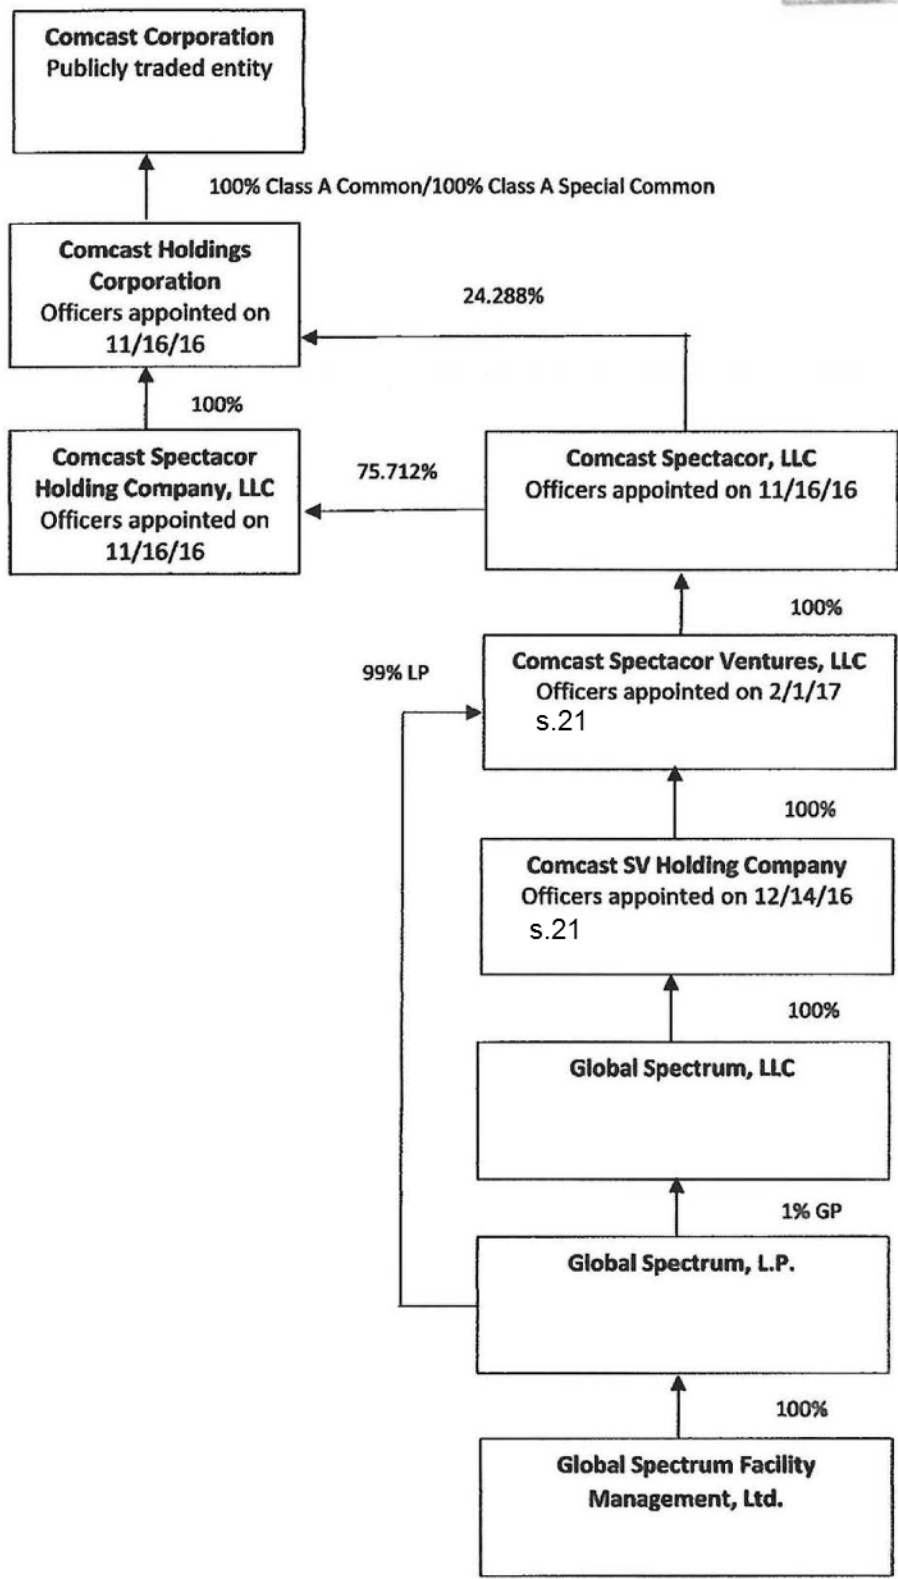 Comcast Corporation
Publicly traded entity
100% Class A Common/100% Class A Special Common
Comcast Holdings
Corporation
Officers appointed on
11/16/16
24.288%
100%
Comcast Spectacor
Holding Company, LLC
Officers appointed on
11/16/16
75.712%
Comcast Spectacor, LLC
Officers appointed on 11/16/16
100%
99% LP
Comcast Spectacor Ventures, LLC
Officers appointed on 2/1/17
s.21
100%
Comcast SV Holding Company
Officers appointed on 12/14/16
s.21
100%
Global Spectrum, LLC
1% GP
Global Spectrum, L.P.
100%
Global Spectrum Facility
Management, Ltd.